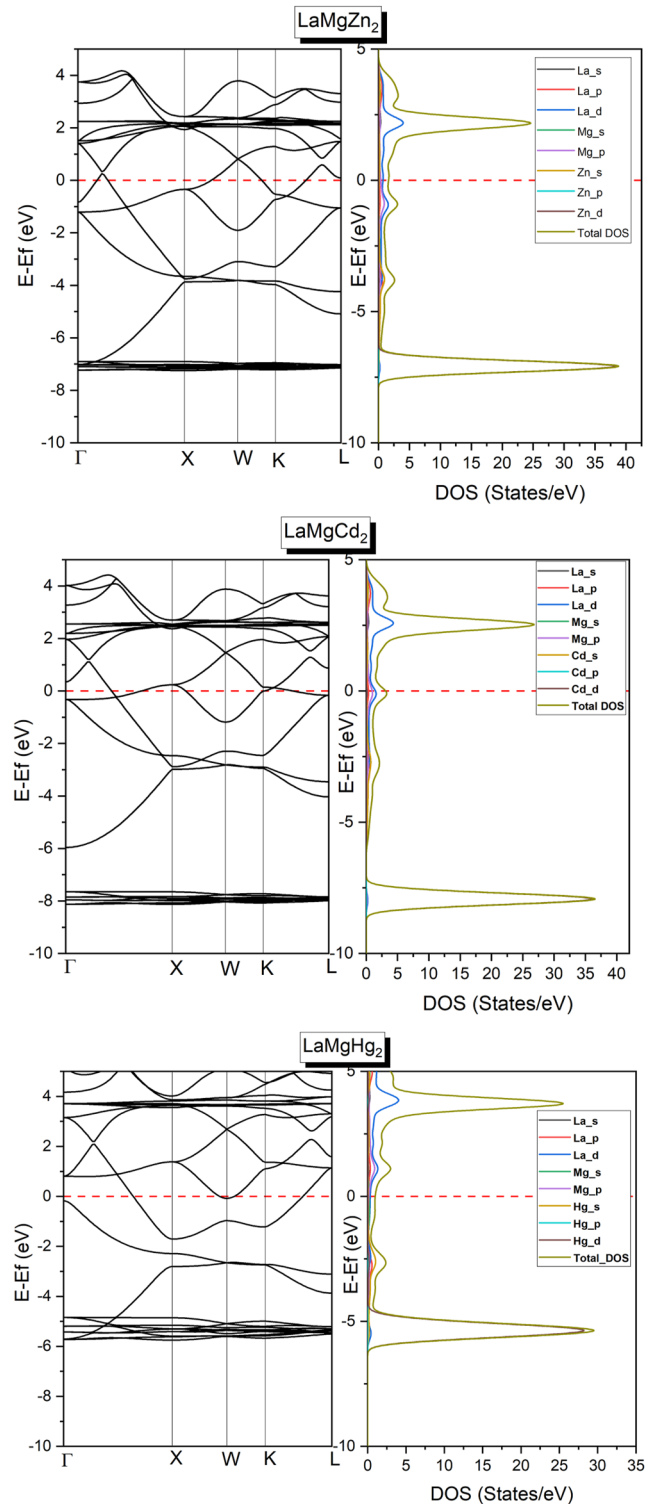 LaMgZn2
4
2
0
-2
-4
-6
-8
-10
E-Ef (eV)
Γ X W K L
5
0
-5
-10
E-Ef (eV)
La_s
La_p
La_d
Mg_s
Mg_p
Zn_s
Zn_p
Zn_d
Total DOS
0 5 10 15 20 25 30 35 40
DOS (States/eV)
LaMgCd2
4
2
0
-2
-4
-6
-8
-10
E-Ef (eV)
Γ X W K L
5
0
-5
-10
E-Ef (eV)
La_s
La_p
La_d
Mg_s
Mg_p
Cd_s
Cd_p
Cd_d
Total DOS
0 5 10 15 20 25 30 35 40
DOS (States/eV)
LaMgHg2
4
2
0
-2
-4
-6
-8
-10
E-Ef (eV)
Γ X W K L
5
0
-5
-10
E-Ef (eV)
La_s
La_p
La_d
Mg_s
Mg_p
Hg_s
Hg_p
Hg_d
Total_DOS
0 5 10 15 20 25 30 35
DOS (States/eV)